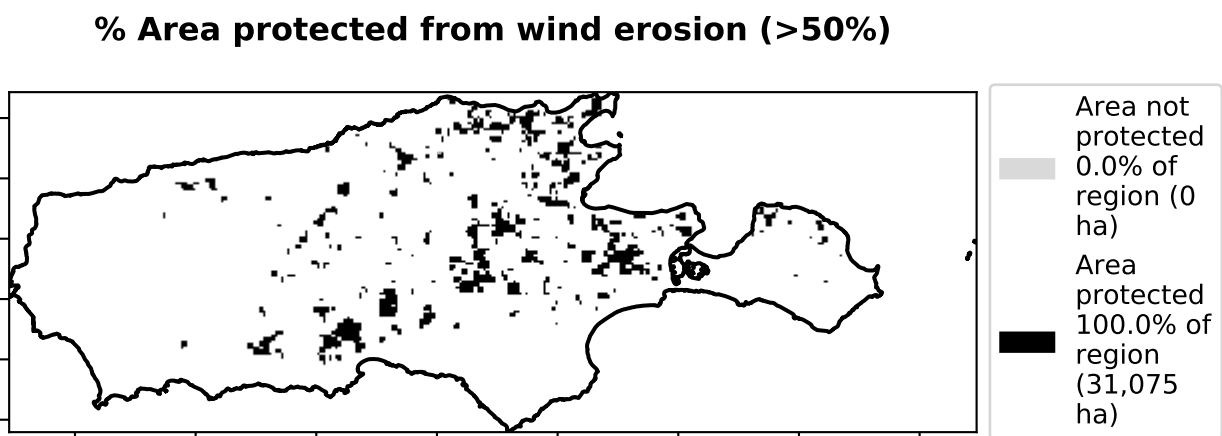 % Area protected from wind erosion (>50%)
Area not
protected
0.0% of
region (0
ha)
Area
protected
100.0% of
region
(31,075
ha)